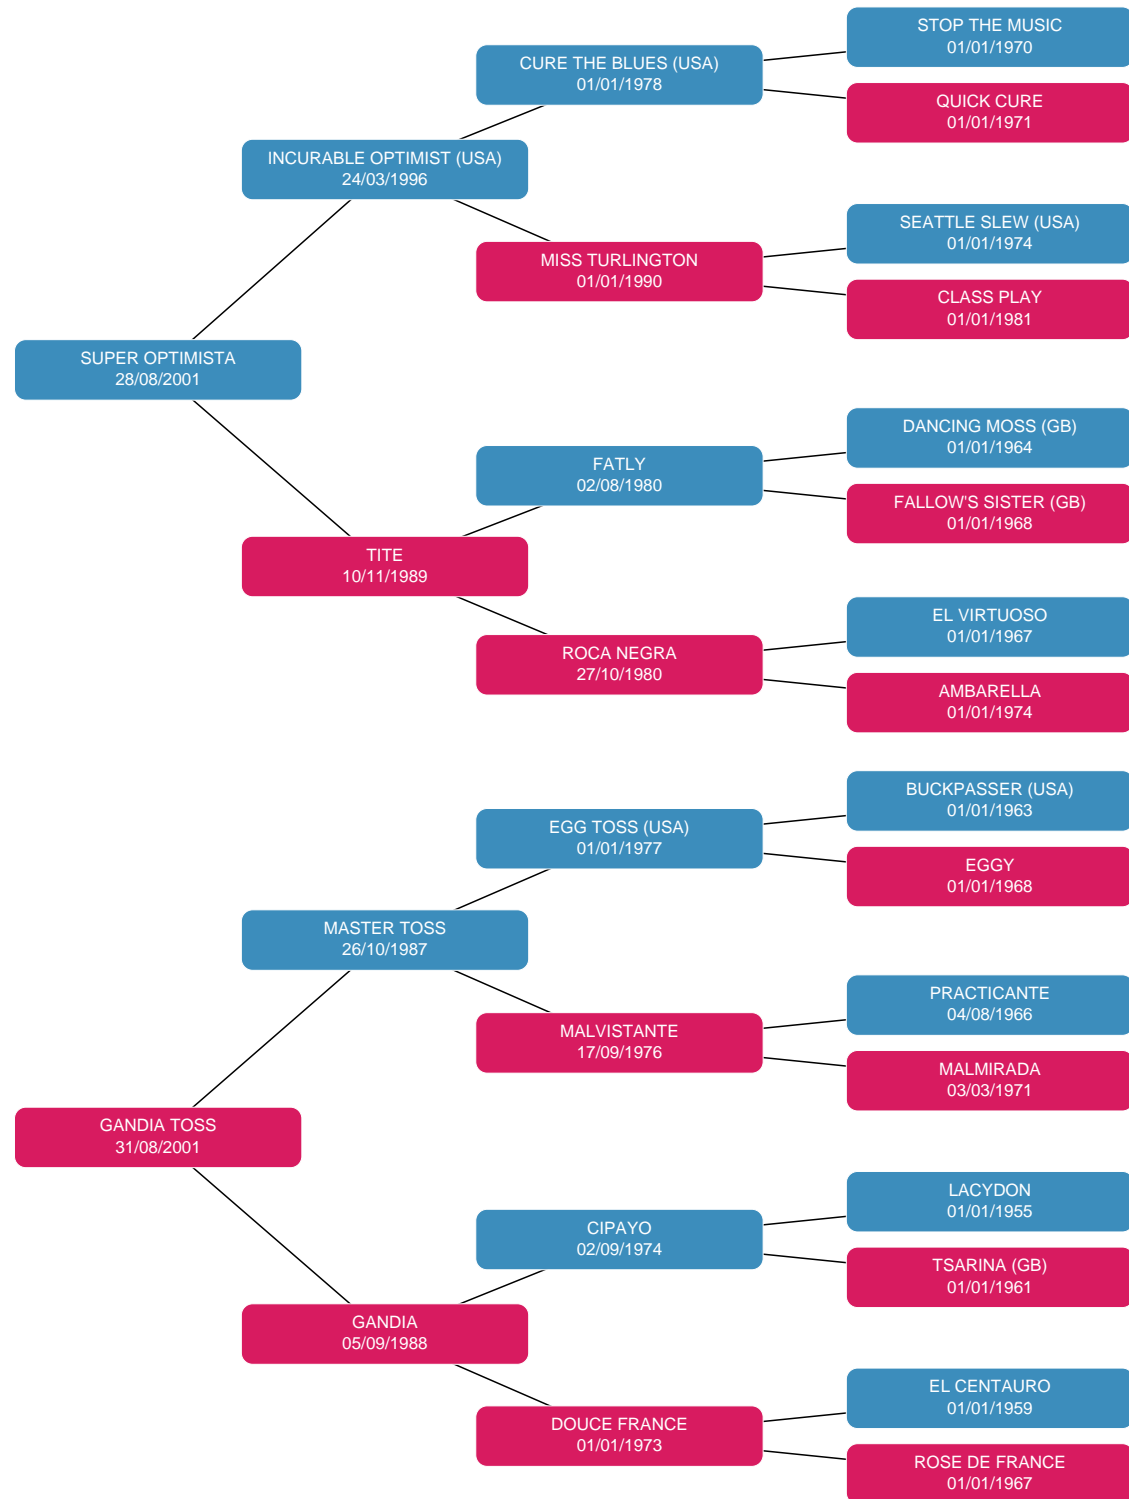 STOP THE MUSIC
01/01/1970
CURE THE BLUES (USA)
01/01/1978
QUICK CURE
01/01/1971
INCURABLE OPTIMIST (USA)
24/03/1996
SEATTLE SLEW (USA)
01/01/1974
MISS TURLINGTON
01/01/1990
CLASS PLAY
01/01/1981
SUPER OPTIMISTA
28/08/2001
DANCING MOSS (GB)
01/01/1964
FATLY
02/08/1980
FALLOW'S SISTER (GB)
01/01/1968
TITE
10/11/1989
EL VIRTUOSO
01/01/1967
ROCA NEGRA
27/10/1980
AMBARELLA
01/01/1974
BUCKPASSER (USA)
01/01/1963
EGG TOSS (USA)
01/01/1977
EGGY
01/01/1968
MASTER TOSS
26/10/1987
PRACTICANTE
04/08/1966
MALVISTANTE
17/09/1976
MALMIRADA
03/03/1971
GANDIA TOSS
31/08/2001
LACYDON
01/01/1955
CIPAYO
02/09/1974
TSARINA (GB)
01/01/1961
GANDIA
05/09/1988
EL CENTAURO
01/01/1959
DOUCE FRANCE
01/01/1973
ROSE DE FRANCE
01/01/1967